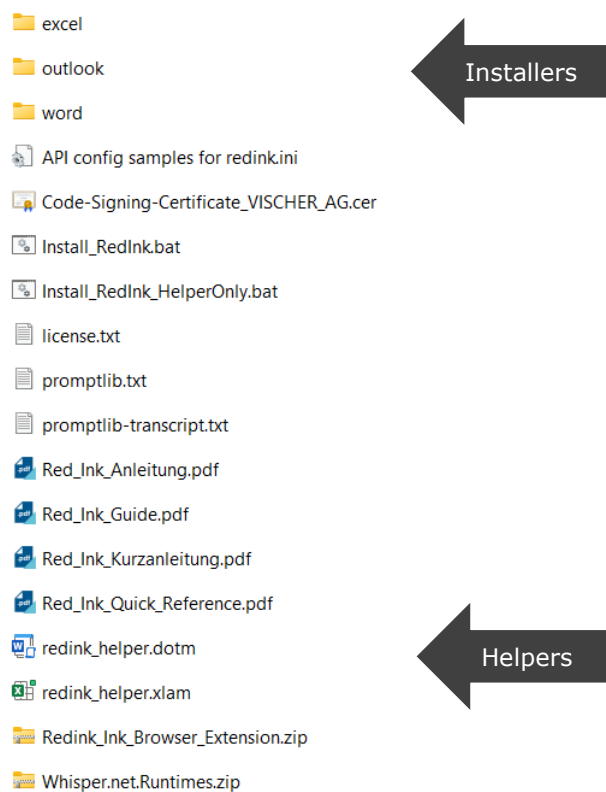 excel
outlook
Installers
word
API config samples for redink.ini
Code-Signing-Certificate_VISCHER_AG.cer
Install_RedInk.bat
Install_RedInk_HelperOnly.bat
license.txt
promptlib.txt
promptlib-transcript.txt
Red_Ink_Anleitung.pdf
Red_Ink_Guide.pdf
Red_Ink_Kurzanleitung.pdf
Red_Ink_Quick_Reference.pdf
redink_helper.dotm
Helpers
redink_helper.xlam
Redink_Ink_Browser_Extension.zip
Whisper.net.Runtimes.zip